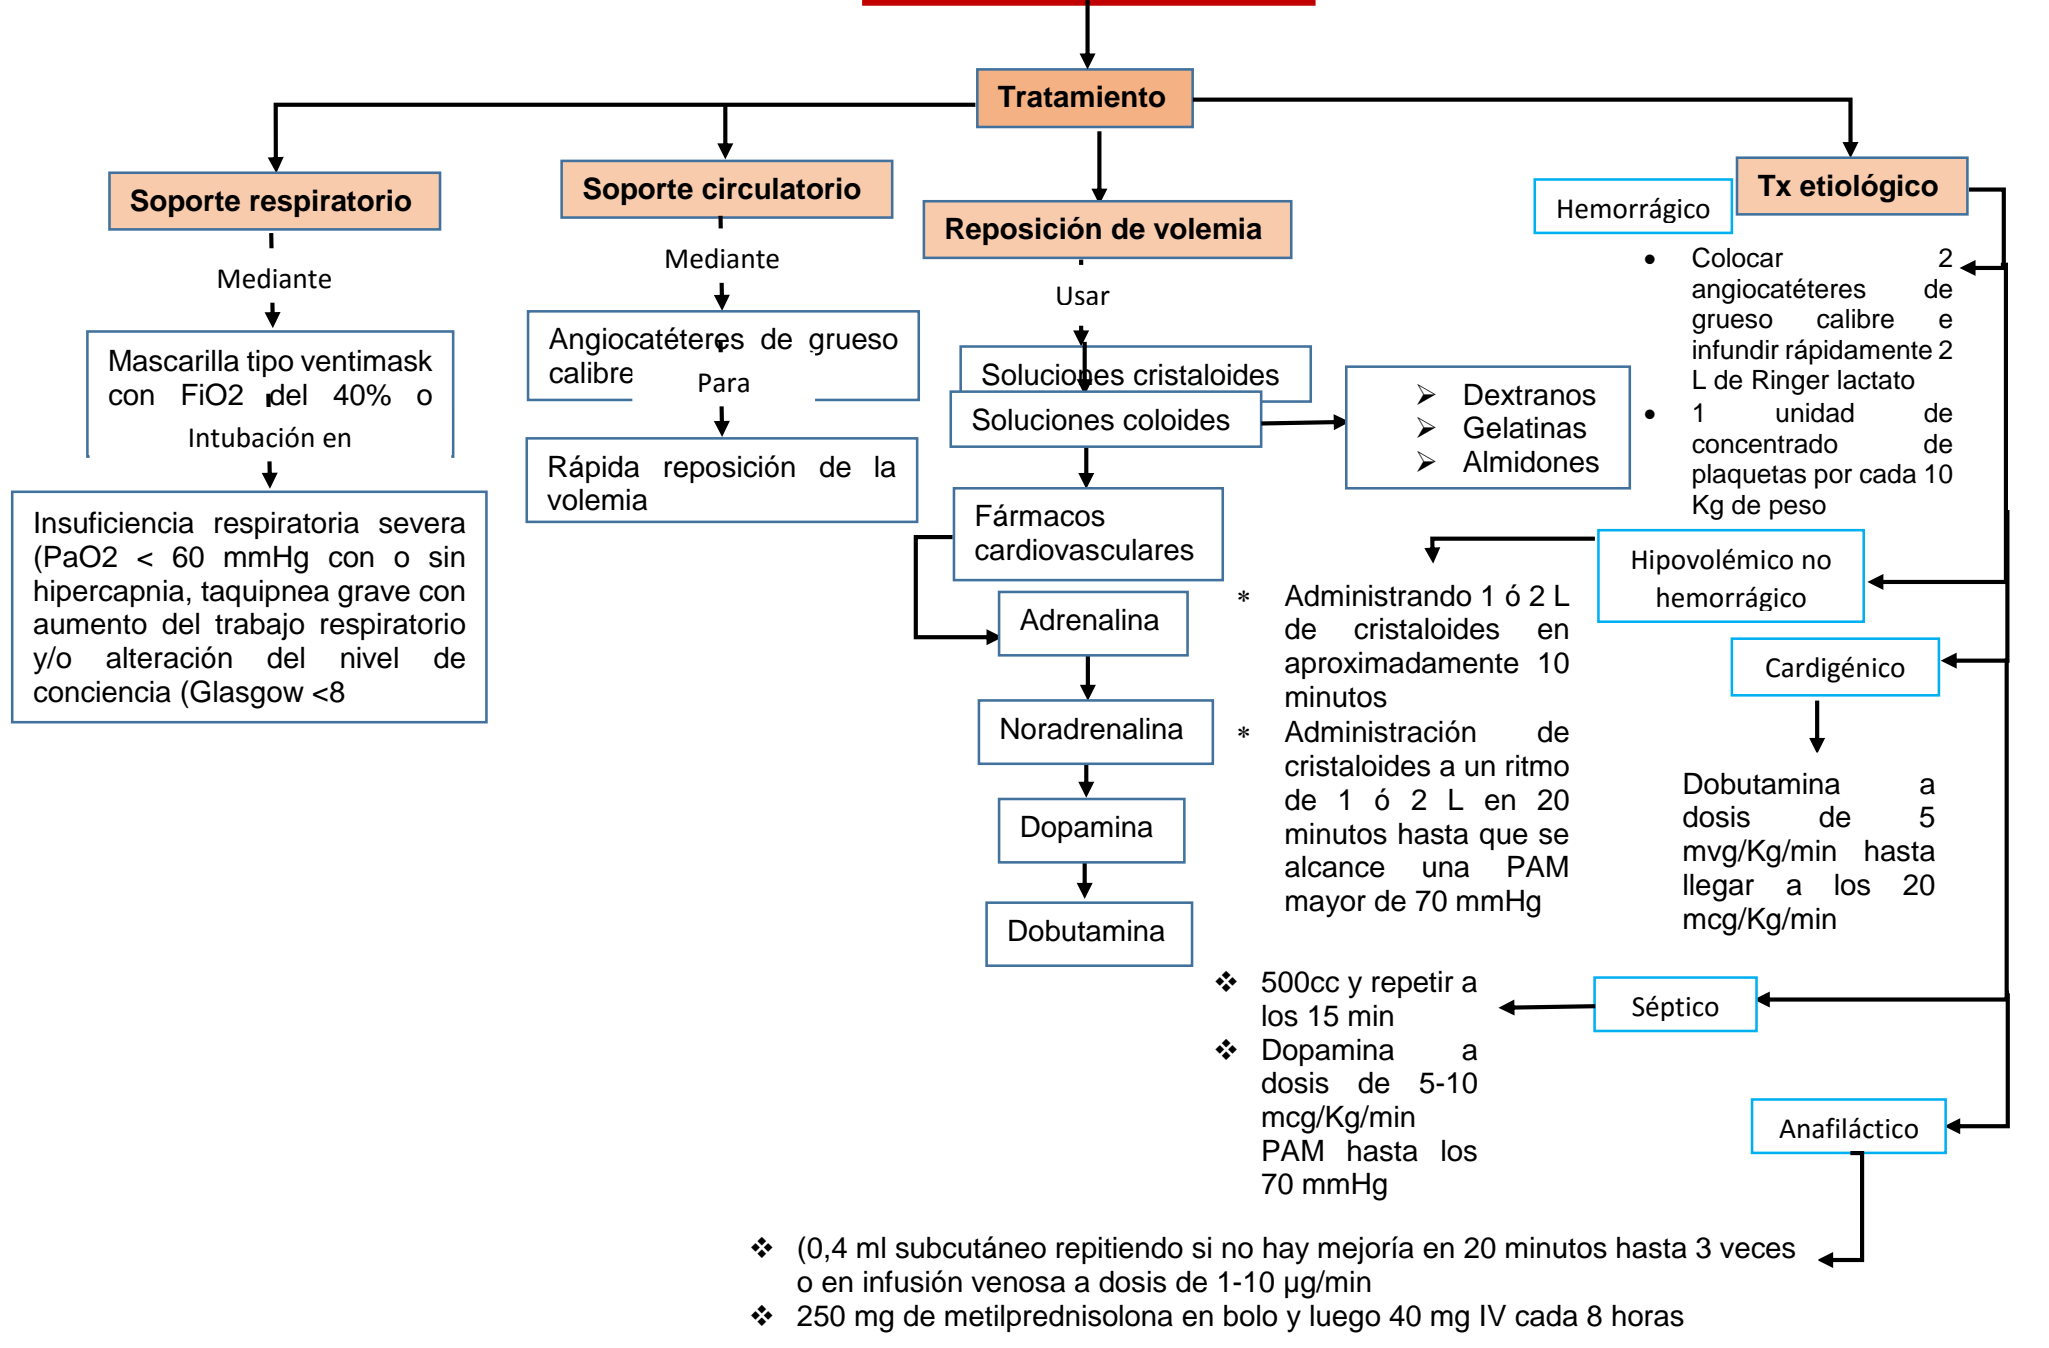 Tratamiento
Soporte respiratorio
Mediante
Mascarilla tipo ventimask
con FiO2 del 40% o
Intubación en
Insuficiencia respiratoria severa
(PaO2 < 60 mmHg con o sin
hipercapnia, taquipnea grave con
aumento del trabajo respiratorio
y/o alteración del nivel de
conciencia (Glasgow <8
Soporte circulatorio
Mediante
Angiocatéteres de grueso
calibre
Para
Rápida reposición de la
volemia
Reposición de volemia
Usar
Soluciones cristaloides
Soluciones coloides
➢ Dextranos
➢ Gelatinas
➢ Almidones
Fármacos
cardiovasculares
Adrenalina
Noradrenalina
Dopamina
Dobutamina
Tx etiológico
Hemorrágico
• Colocar 2
angiocatéteres de
grueso calibre e
infundir rápidamente 2
L de Ringer lactato
• 1 unidad de
concentrado de
plaquetas por cada 10
Kg de peso
Hipovolémico no
hemorrágico
* Administrando 1 ó 2 L
de cristaloides en
aproximadamente 10
minutos
* Administración de
cristaloides a un ritmo
de 1 ó 2 L en 20
minutos hasta que se
alcance una PAM
mayor de 70 mmHg
Cardigénico
Dobutamina a
dosis de 5
mvg/Kg/min hasta
llegar a los 20
mcg/Kg/min
Séptico
❖ 500cc y repetir a
los 15 min
❖ Dopamina a
dosis de 5-10
mcg/Kg/min
PAM hasta los
70 mmHg
Anafiláctico
❖ (0,4 ml subcutáneo repitiendo si no hay mejoría en 20 minutos hasta 3 veces
o en infusión venosa a dosis de 1-10 µg/min
❖ 250 mg de metilprednisolona en bolo y luego 40 mg IV cada 8 horas